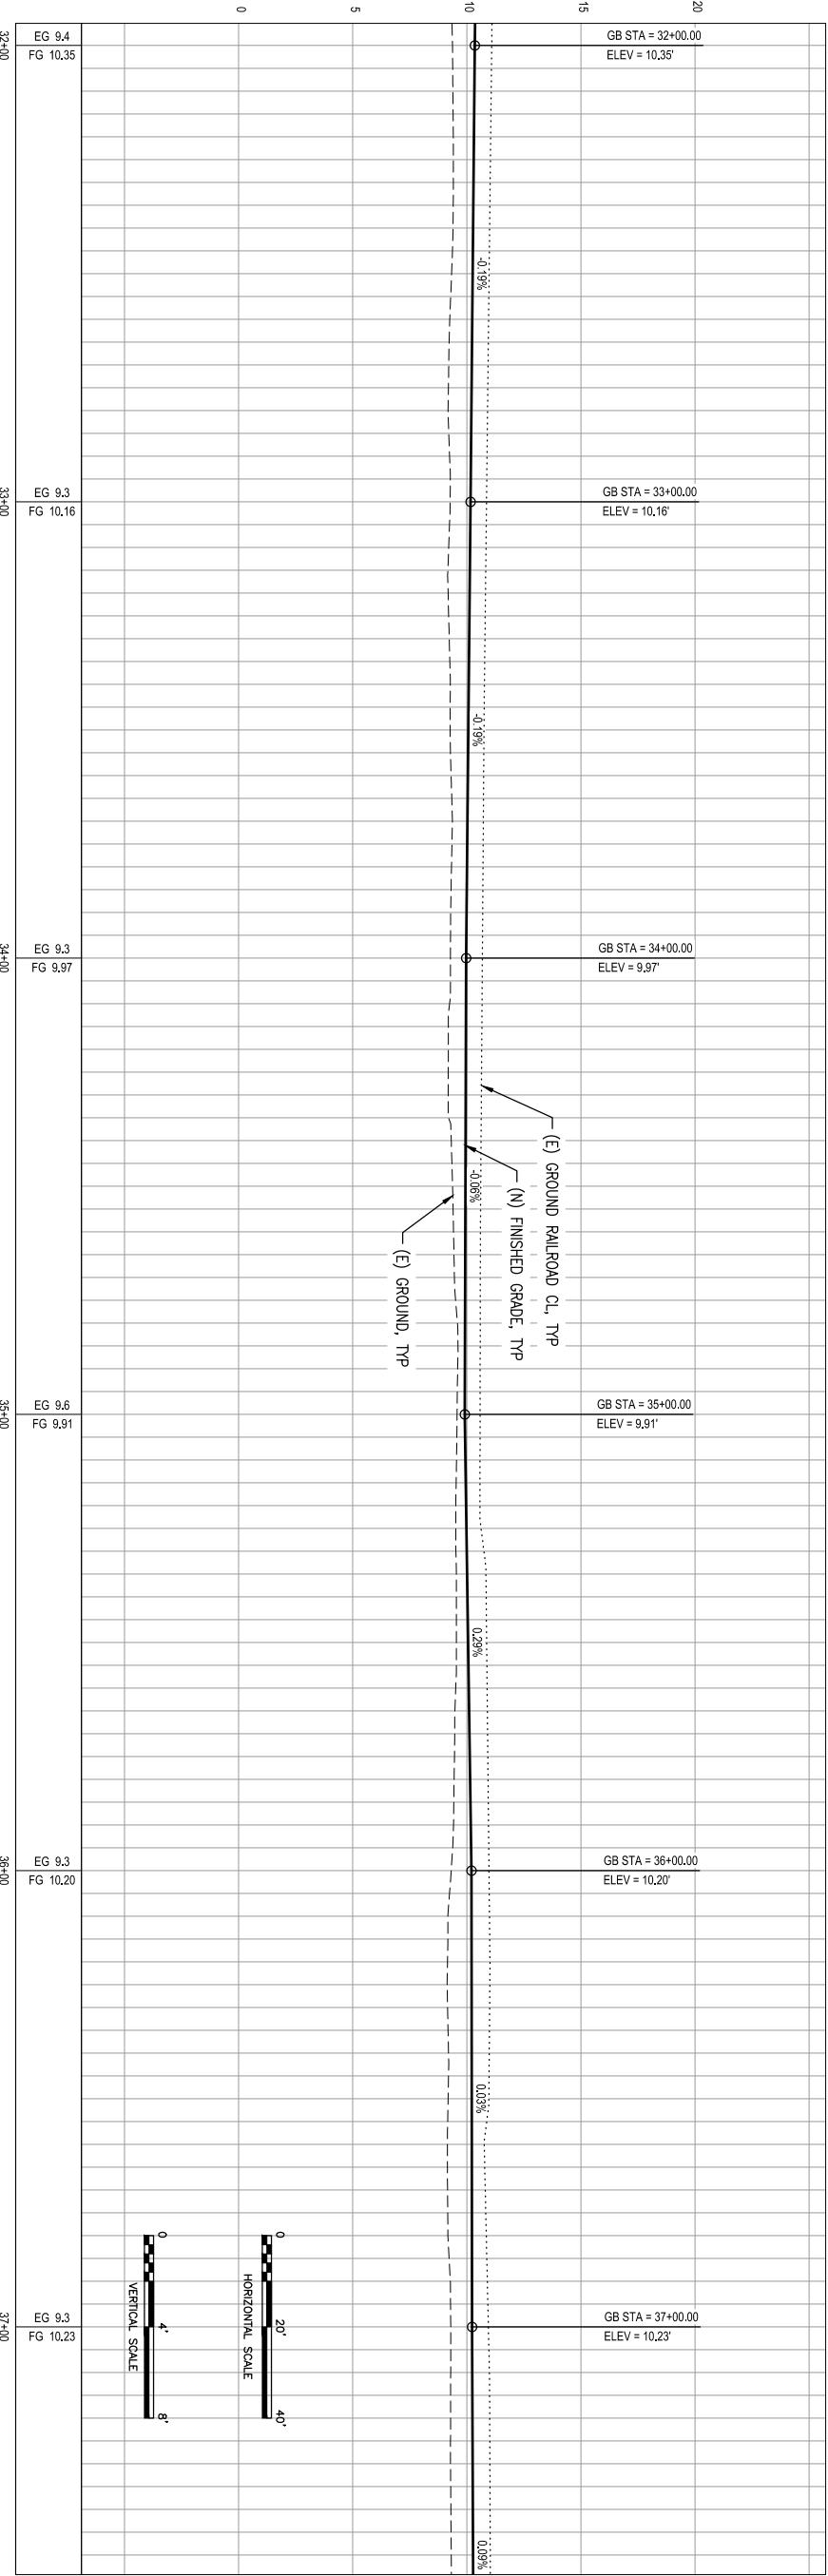 20
15
10
5
0
GB STA = 32+00.00
ELEV = 10.35'
EG 9.4
FG 10.35
32+00
-0.19%
GB STA = 33+00.00
ELEV = 10.16'
EG 9.3
FG 10.16
33+00
-0.19%
GB STA = 34+00.00
ELEV = 9.97'
EG 9.3
FG 9.97
34+00
(E) GROUND RAILROAD CL, TYP
(N) FINISHED GRADE, TYP
-0.06%
(E) GROUND, TYP
GB STA = 35+00.00
ELEV = 9.91'
EG 9.6
FG 9.91
35+00
0.29%
GB STA = 36+00.00
ELEV = 10.20'
EG 9.3
FG 10.20
36+00
0.03%
GB STA = 37+00.00
ELEV = 10.23'
EG 9.3
FG 10.23
37+00
0.09%
0 20' 40'
HORIZONTAL SCALE
0 4' 8'
VERTICAL SCALE